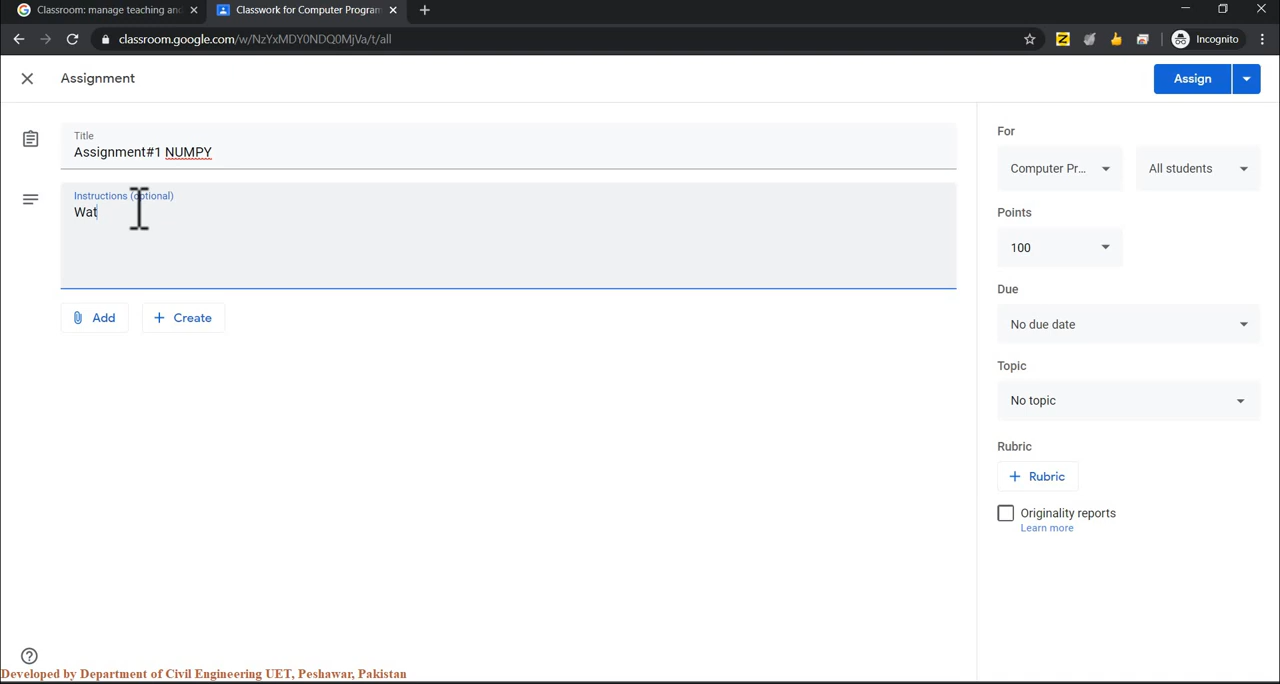 Classroom: manage teaching and
Classwork for Computer Program
classroom.google.com/w/NzYxMDY0NDQ0MjVa/t/all
Incognito
Assignment
Assign
Title
Assignment#1 NUMPY
Instructions (optional)
Wat
Add
Create
For
Computer Pr...
All students
Points
100
Due
No due date
Topic
No topic
Rubric
Rubric
Originality reports
Learn more
Developed by Department of Civil Engineering UET, Peshawar, Pakistan